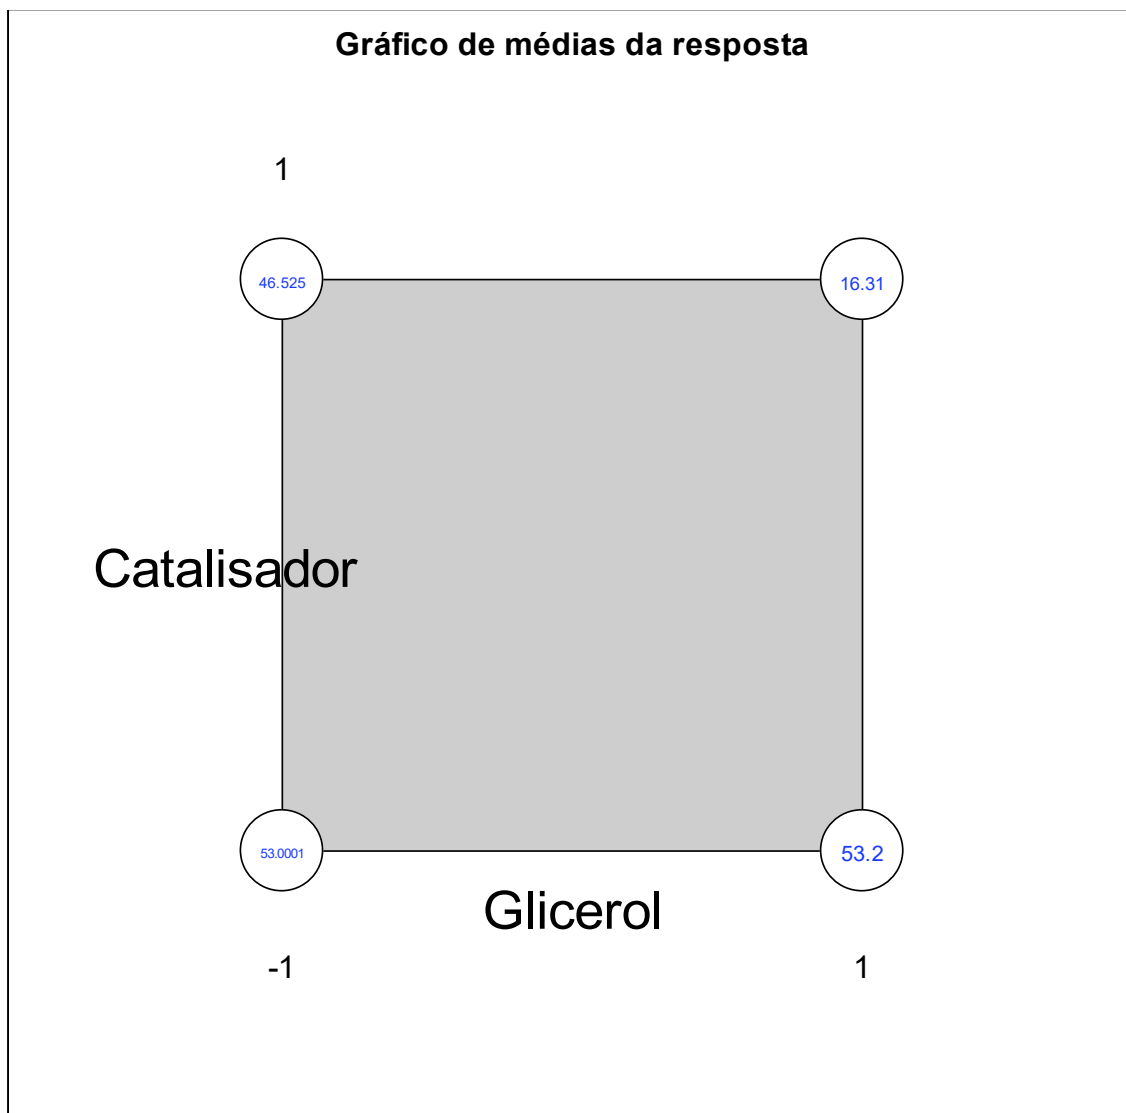 Gráfico de médias da resposta
1
46.525
16.31
Catalisador
53.0001
53.2
Glicerol
-1
1